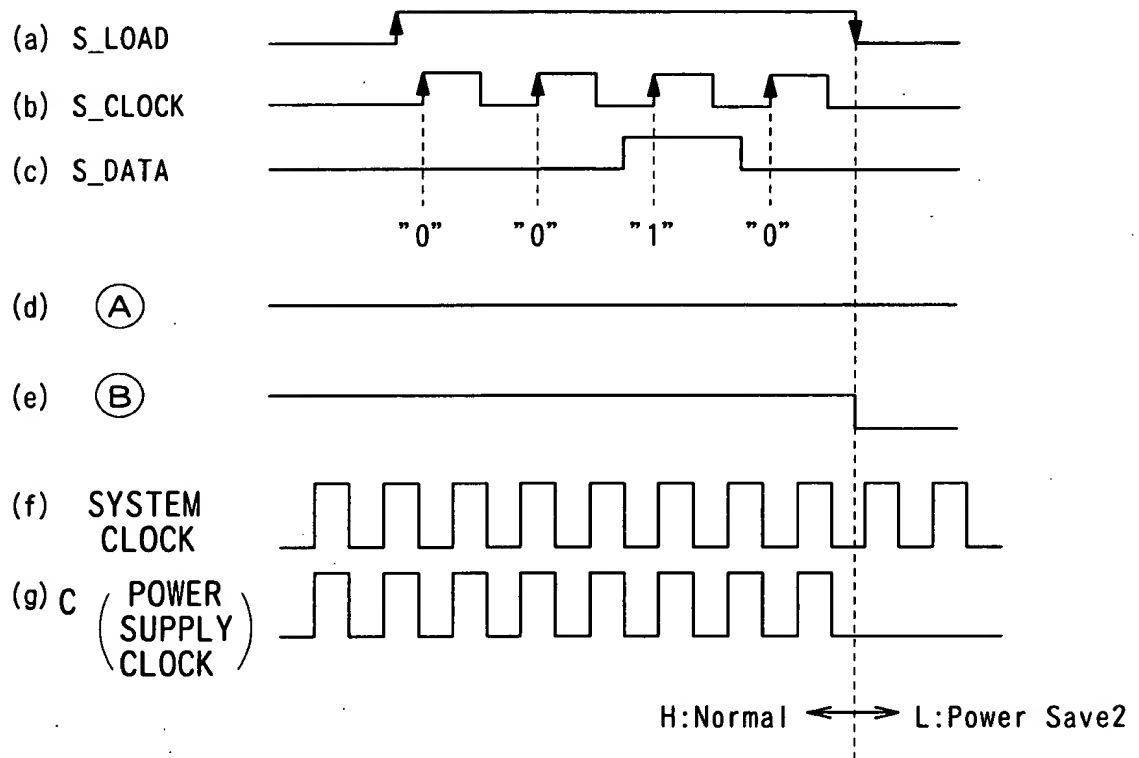 (a) S_LOAD
(b) S_CLOCK
(c) S_DATA
"0" "0" "1" "0"
(d) A
(e) B
(f) SYSTEM
CLOCK
(g) C (POWER
SUPPLY
CLOCK)
H:Normal L:Power Save2